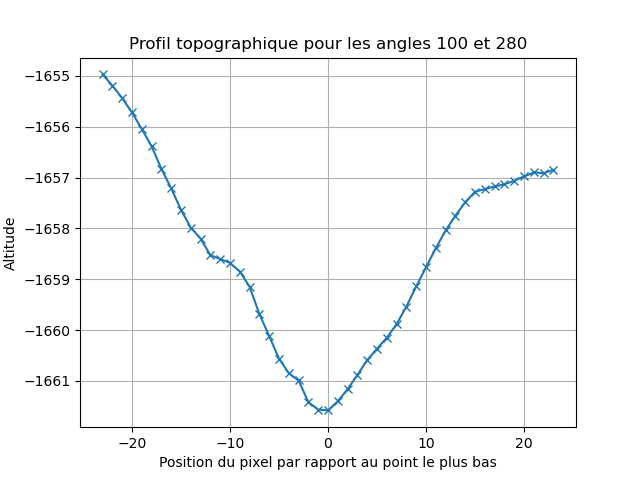 Profil topographique pour les angles 100 et 280
Altitude
−1655
−1656
−1657
−1658
−1659
−1660
−1661
−20 −10 0 10 20
Position du pixel par rapport au point le plus bas